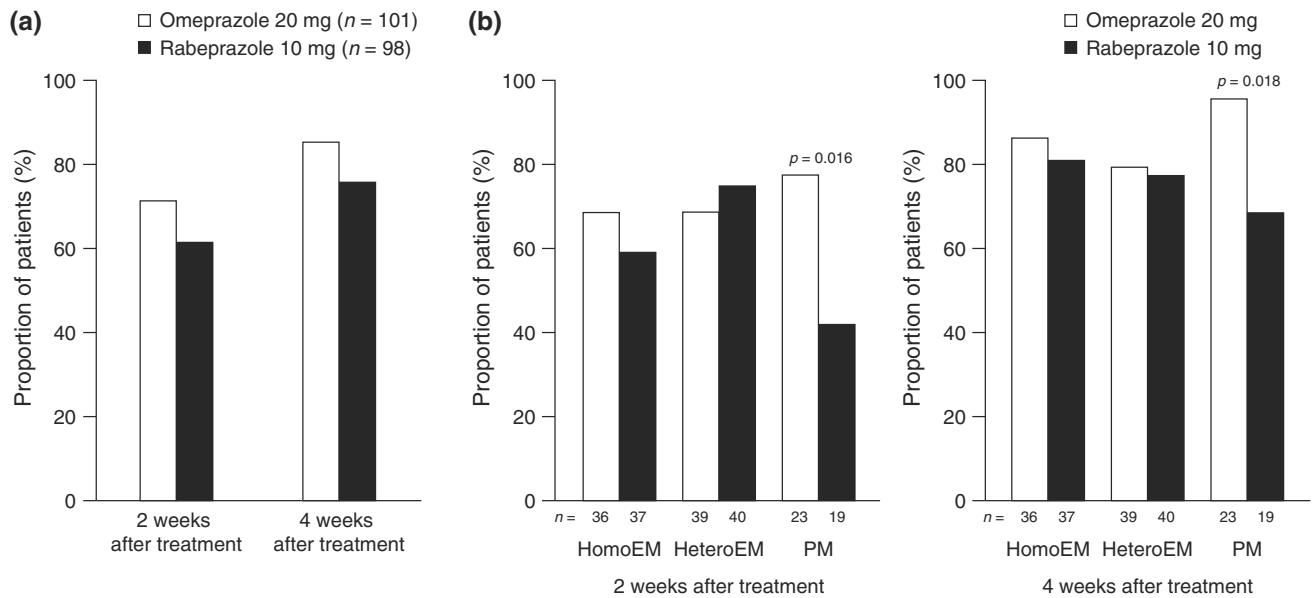 (a)
Omeprazole 20 mg (n = 101)
Rabeprazole 10 mg (n = 98)
Proportion of patients (%)
100
80
60
40
20
0
2 weeks
after treatment
4 weeks
after treatment
(b)
Proportion of patients (%)
100
80
60
40
20
0
p = 0.016
n = 36 37 39 40 23 19
HomoEM HeteroEM PM
2 weeks after treatment
Omeprazole 20 mg
Rabeprazole 10 mg
Proportion of patients (%)
100
80
60
40
20
0
p = 0.018
n = 36 37 39 40 23 19
HomoEM HeteroEM PM
4 weeks after treatment